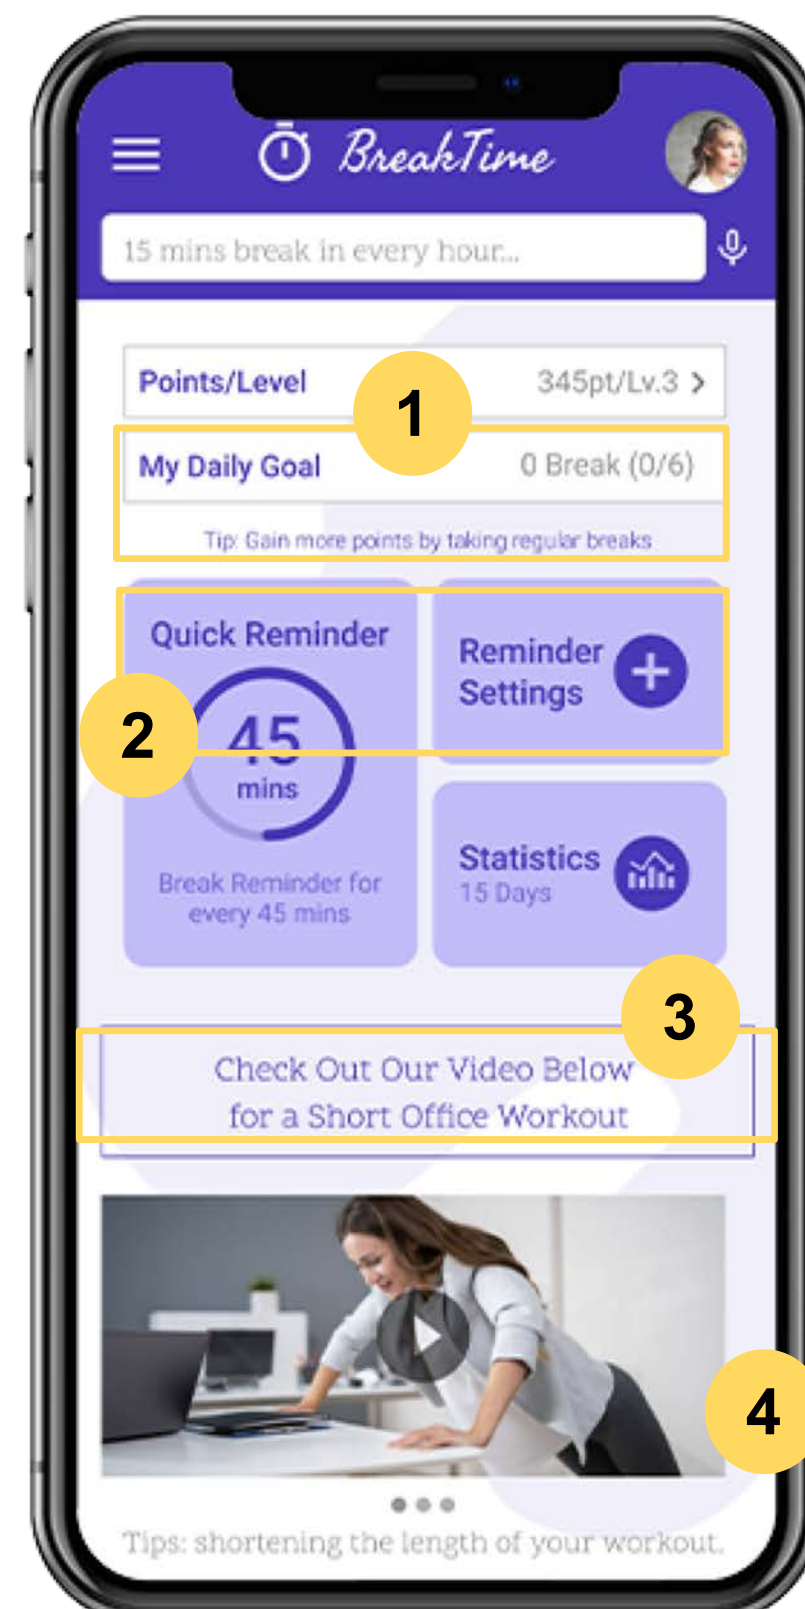 BreakTime
15 mins break in every hour...
Points/Level 345pt/Lv.3 >
1
My Daily Goal 0 Break (0/6)
Tip: Gain more points by taking regular breaks
Quick Reminder
Reminder
Settings
2
45
mins
Statistics
15 Days
Break Reminder for
every 45 mins
3
Check Out Our Video Below
for a Short Office Workout
4
Tips: shortening the length of your workout.